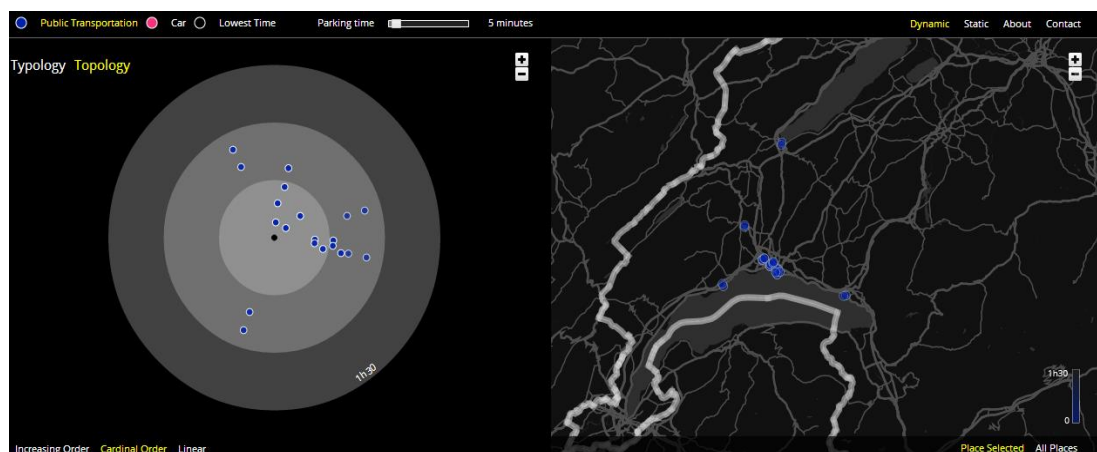 Public Transportation Car Lowest Time Parking time 5 minutes Dynamic Static About Contact
Typology Topology
+
-
+
-
1h30
1h30
0
Increasing Order Cardinal Order Linear Place Selected All Places